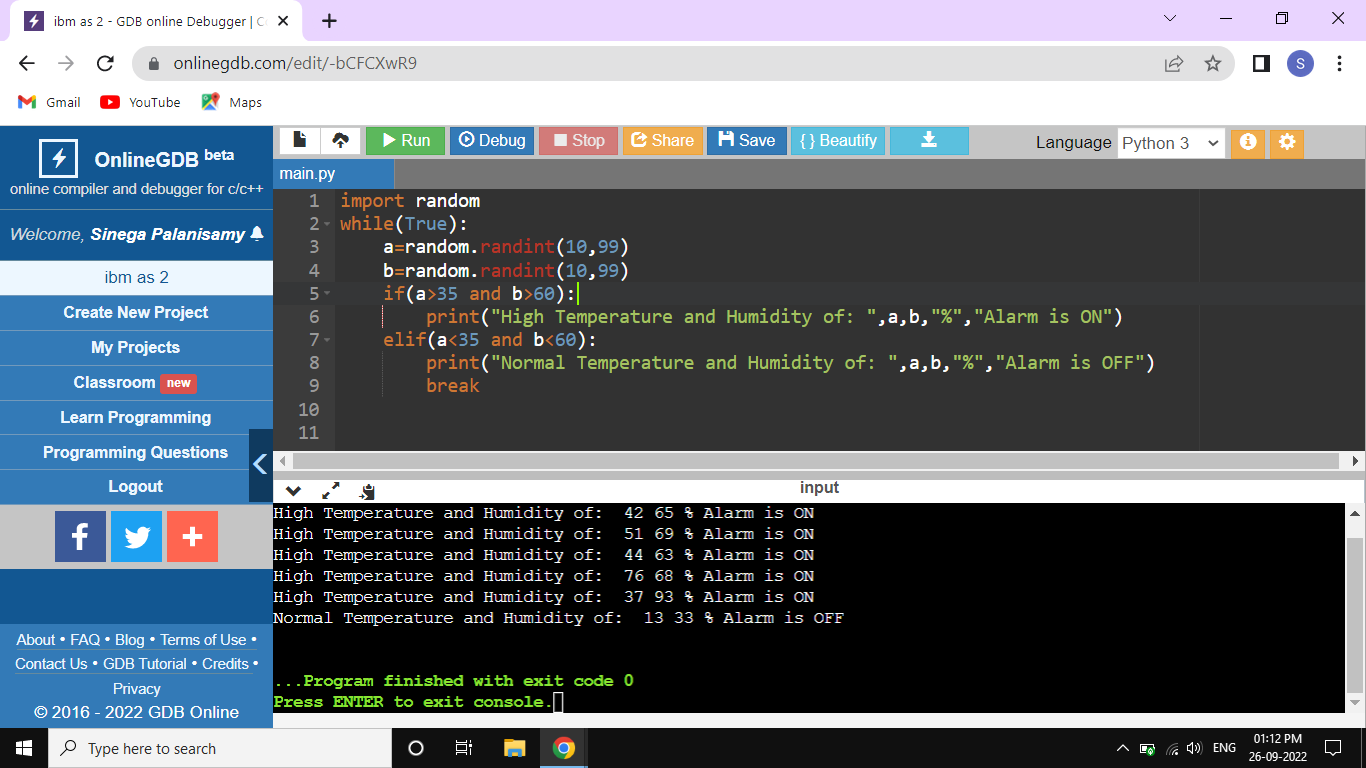 ibm as 2 - GDB online Debugger | C
onlinegdb.com/edit/-bCFCXwR9
S
Gmail YouTube Maps
OnlineGDB beta
online compiler and debugger for c/c++
Welcome, Sinega Palanisamy
ibm as 2
Create New Project
My Projects
Classroom new
Learn Programming
Programming Questions
Logout
About • FAQ • Blog • Terms of Use •
Contact Us • GDB Tutorial • Credits •
Privacy
© 2016 - 2022 GDB Online
Run Debug Stop Share Save { } Beautify Language Python 3
main.py
1 import random
2 while(True):
3     a=random.randint(10,99)
4     b=random.randint(10,99)
5     if(a>35 and b>60):
6         print("High Temperature and Humidity of: ",a,b,"%","Alarm is ON")
7     elif(a<35 and b<60):
8         print("Normal Temperature and Humidity of: ",a,b,"%","Alarm is OFF")
9         break
10
11
input
High Temperature and Humidity of:  42 65 % Alarm is ON
High Temperature and Humidity of:  51 69 % Alarm is ON
High Temperature and Humidity of:  44 63 % Alarm is ON
High Temperature and Humidity of:  76 68 % Alarm is ON
High Temperature and Humidity of:  37 93 % Alarm is ON
Normal Temperature and Humidity of:  13 33 % Alarm is OFF
...Program finished with exit code 0
Press ENTER to exit console.
Type here to search
ENG
01:12 PM
26-09-2022